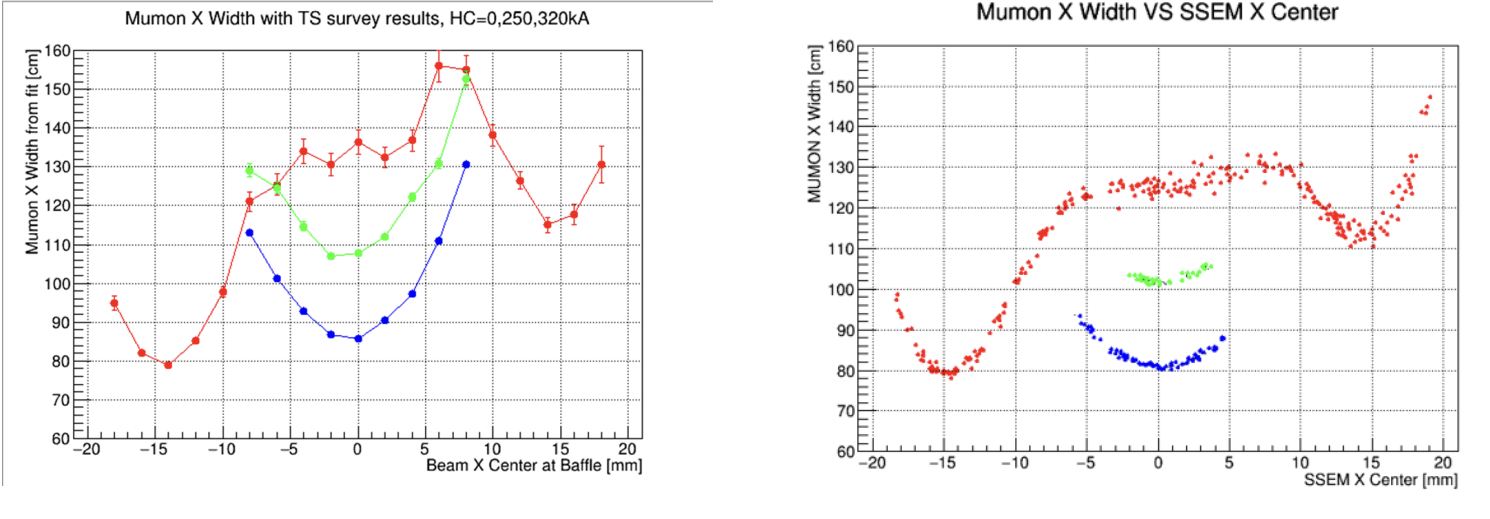 Mumon X Width with TS survey results, HC=0,250,320kA
Mumon X Width from fit [cm]
160
150
140
130
120
110
100
90
80
70
60
−20 −15 −10 −5 0 5 10 15 20
Beam X Center at Baffle [mm]
Mumon X Width VS SSEM X Center
MUMON X Width [cm]
160
150
140
130
120
110
100
90
80
70
60
−20 −15 −10 −5 0 5 10 15 20
SSEM X Center [mm]